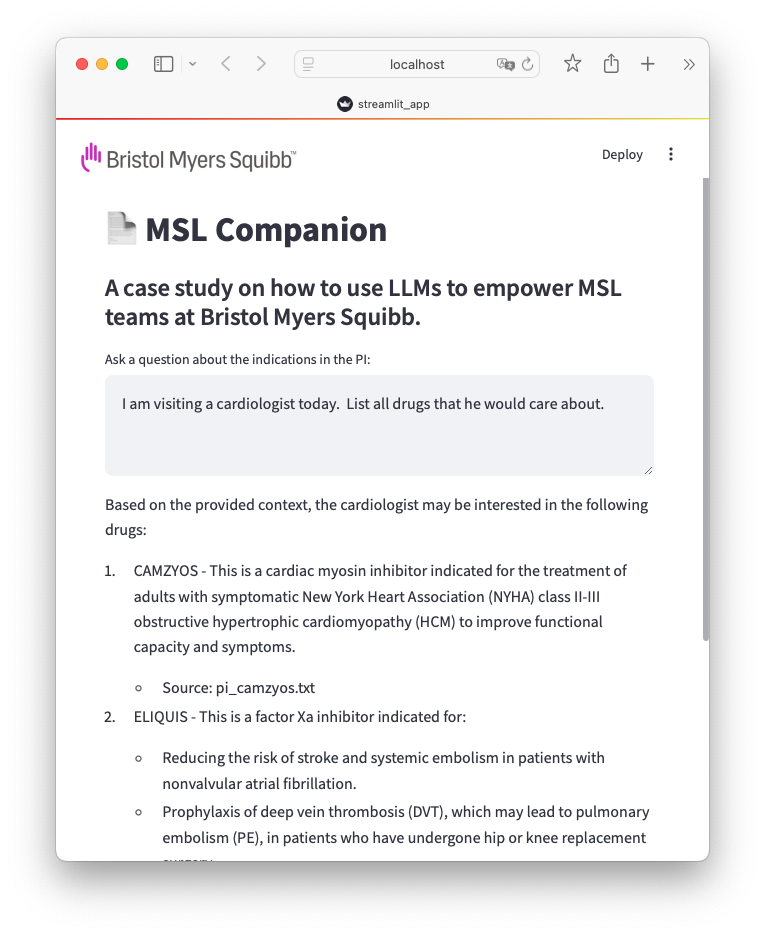 localhost
streamlit_app
Bristol Myers Squibb™
Deploy
MSL Companion
A case study on how to use LLMs to empower MSL
teams at Bristol Myers Squibb.
Ask a question about the indications in the PI:
I am visiting a cardiologist today.  List all drugs that he would care about.
Based on the provided context, the cardiologist may be interested in the following
drugs:
1. CAMZYOS - This is a cardiac myosin inhibitor indicated for the treatment of
adults with symptomatic New York Heart Association (NYHA) class II-III
obstructive hypertrophic cardiomyopathy (HCM) to improve functional
capacity and symptoms.
Source: pi_camzyos.txt
2. ELIQUIS - This is a factor Xa inhibitor indicated for:
Reducing the risk of stroke and systemic embolism in patients with
nonvalvular atrial fibrillation.
Prophylaxis of deep vein thrombosis (DVT), which may lead to pulmonary
embolism (PE), in patients who have undergone hip or knee replacement